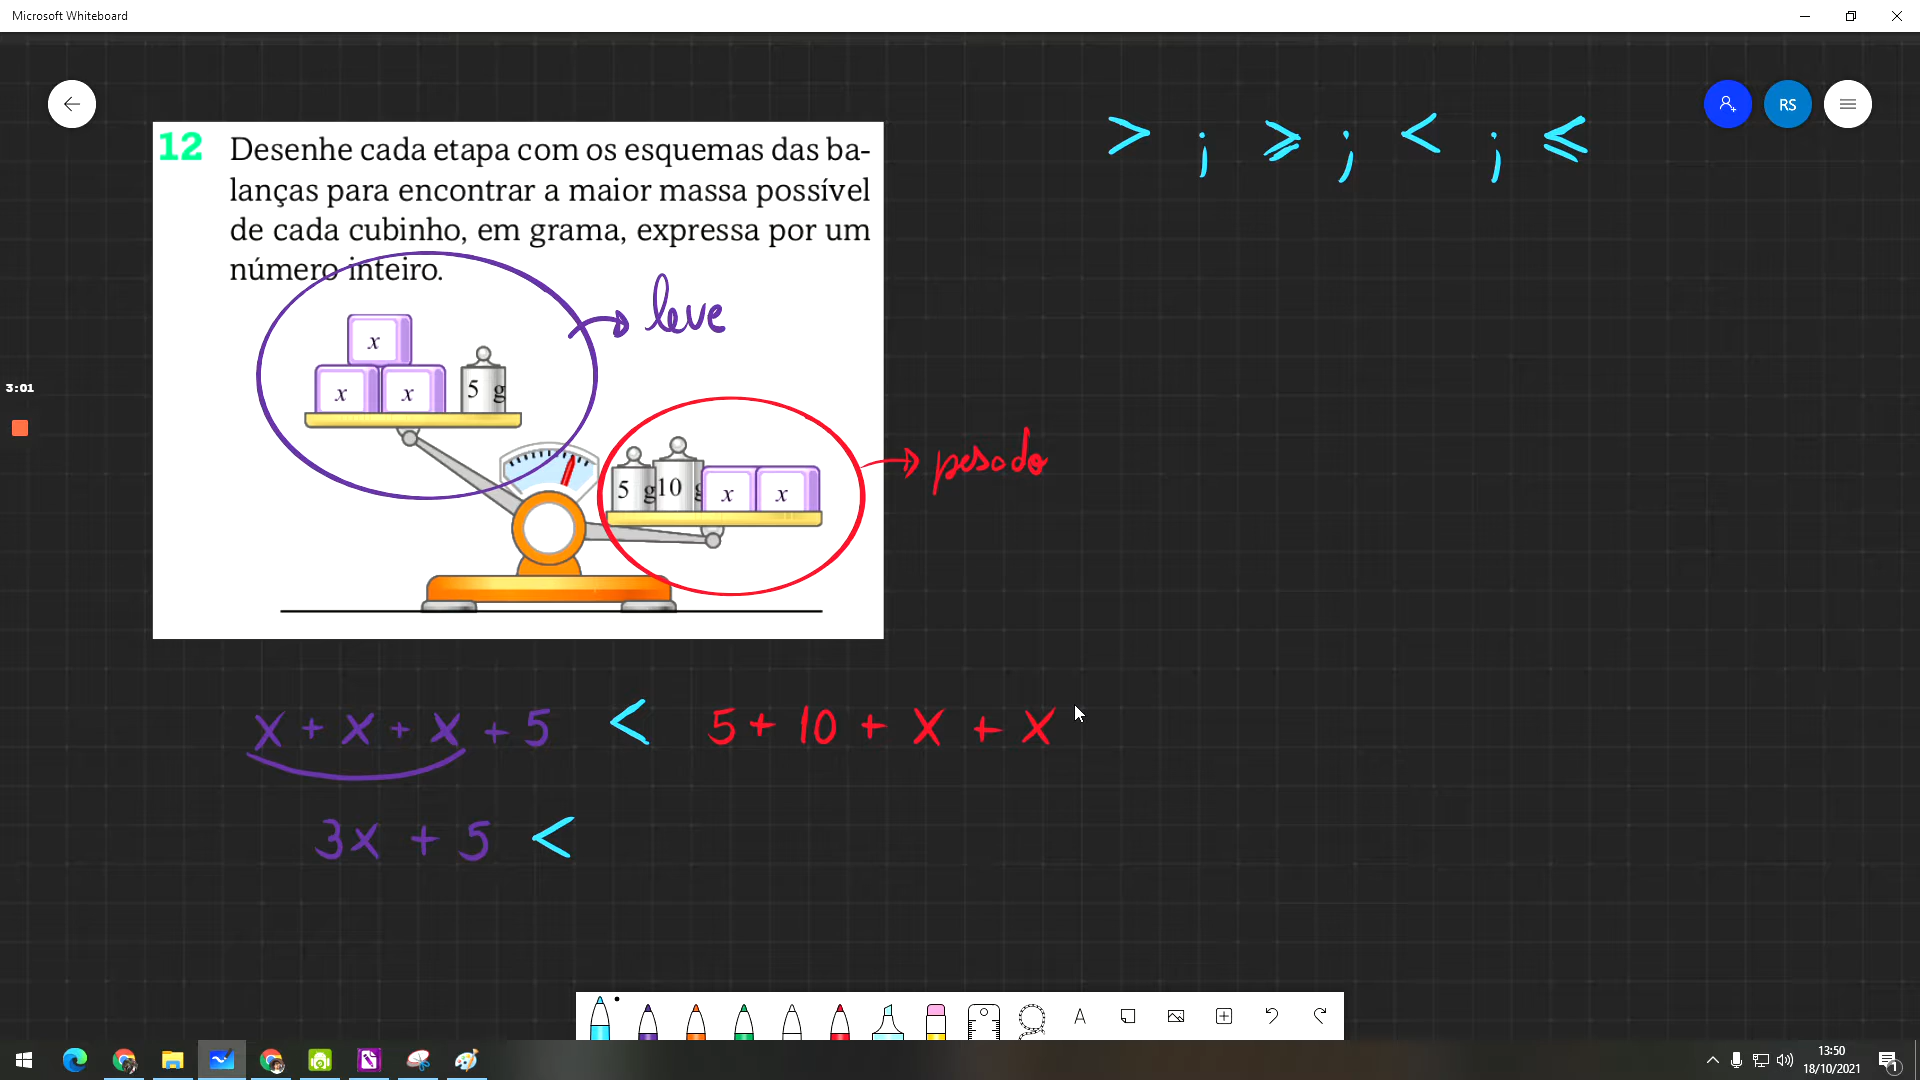 Microsoft Whiteboard
RS
> ; ⩾ ; < ; ⩽
12 Desenhe cada etapa com os esquemas das ba-
lanças para encontrar a maior massa possível
de cada cubinho, em grama, expressa por um
número inteiro.
leve
x
x x 5 g
3:01
pesado
5 g 10 g x x
x + x + x + 5 < 5 + 10 + x + x
3x + 5 <
A
13:50
18/10/2021
1